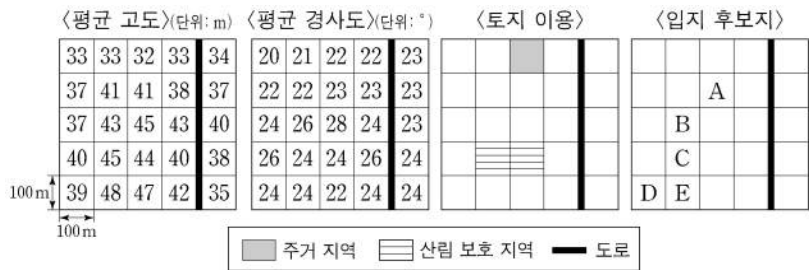 〈평균 고도〉(단위: m) 〈평균 경사도〉(단위: °) 〈토지 이용〉 〈입지 후보지〉
33 33 32 33 34 20 21 22 22 23
37 41 41 38 37 22 22 23 23 23 A
37 43 45 43 40 24 26 28 24 23 B
40 45 44 40 38 26 24 24 26 24 C
100m 39 48 47 42 35 24 24 22 24 24 D E
100m
주거 지역 산림 보호 지역 도로